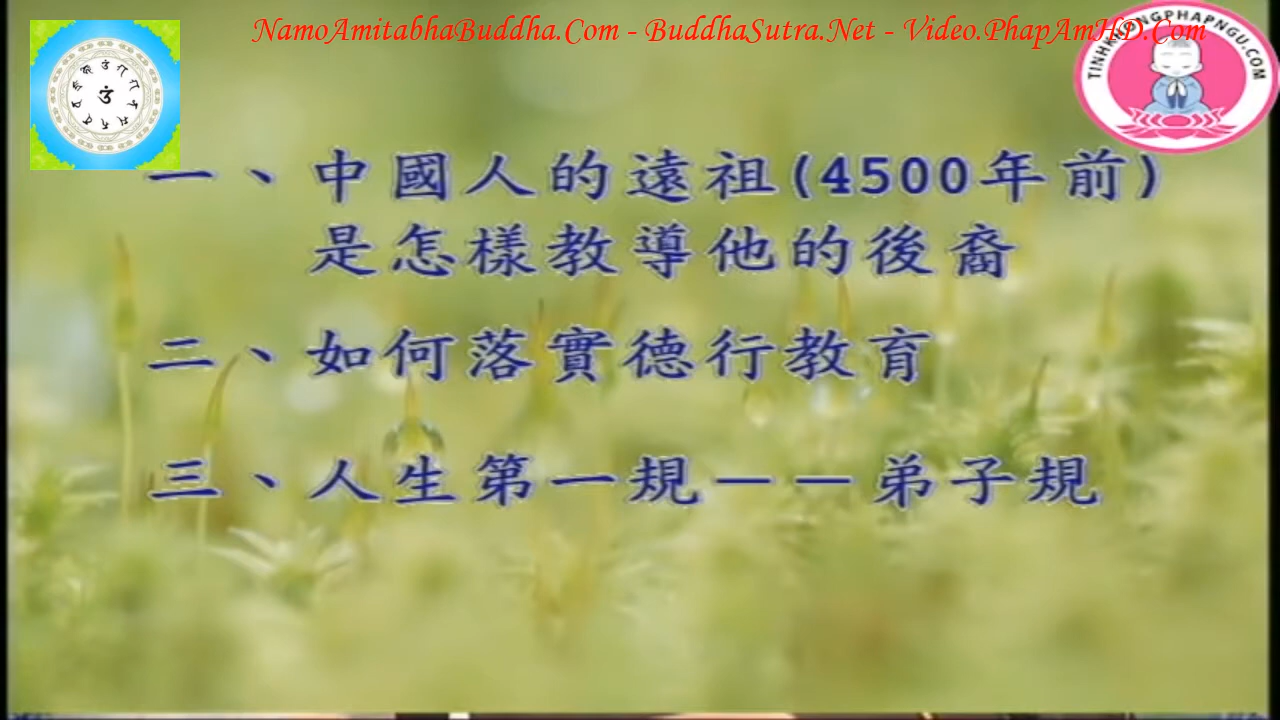 NamoAmitabhaBuddha.Com - BuddhaSutra.Net - Video.PhapAmHD.Com
一、中國人的遠祖(4500年前)
是怎樣教導他的後裔
二、如何落實德行教育
三、人生第一規——弟子規